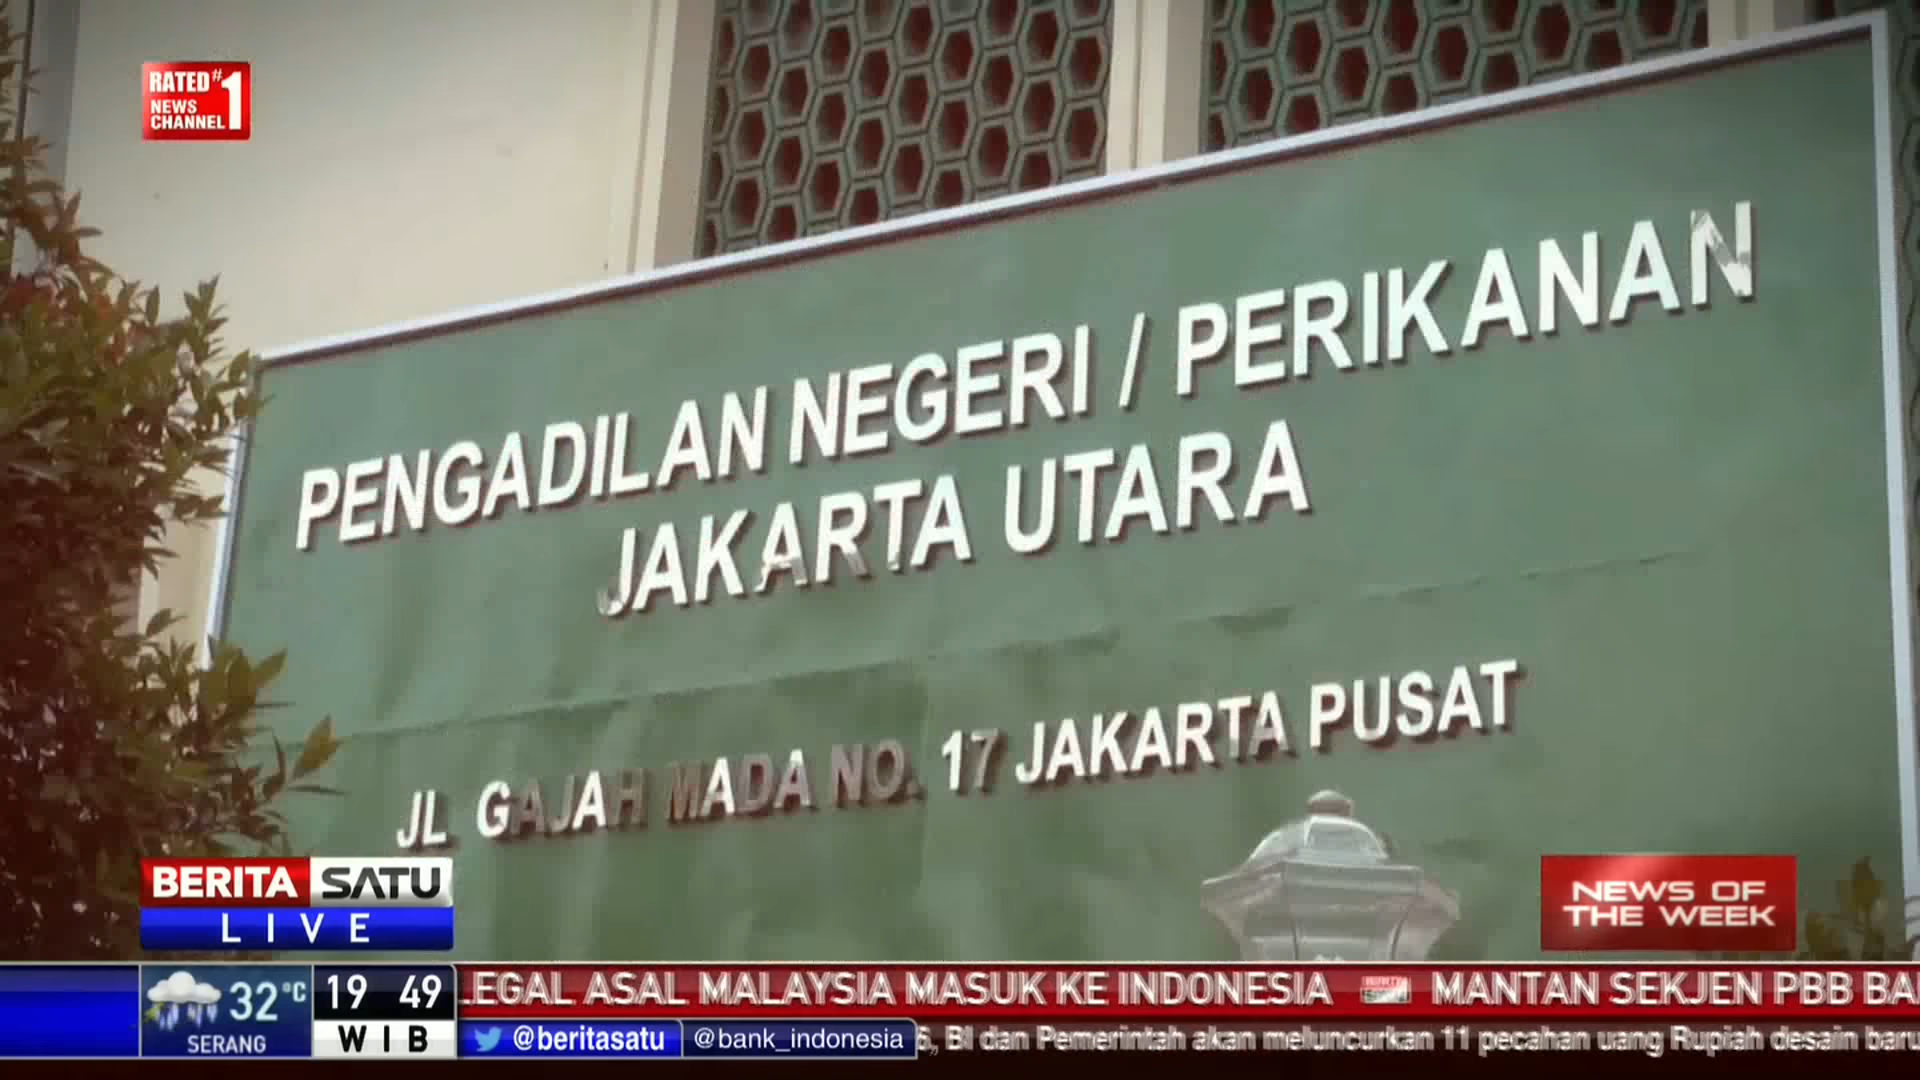 RATED #1
NEWS
CHANNEL
PENGADILAN NEGERI / PERIKANAN
JAKARTA UTARA
JL GAJAH MADA NO. 17 JAKARTA PUSAT
BERITA SATU
LIVE
NEWS OF
THE WEEK
32°C
SERANG
19 49
WIB
LEGAL ASAL MALAYSIA MASUK KE INDONESIA
MANTAN SEKJEN PBB BA
@beritasatu
@bank_indonesia
6, BI dan Pemerintah akan meluncurkan 11 pecahan uang Rupiah desain baru